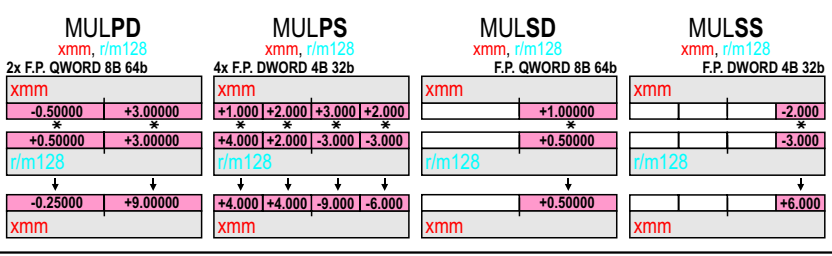 MULPD MULPS MULSD MULSS
xmm, r/m128 xmm, r/m128 xmm, r/m128 xmm, r/m128
2x F.P. QWORD 8B 64b 4x F.P. DWORD 4B 32b F.P. QWORD 8B 64b F.P. DWORD 4B 32b
xmm xmm xmm xmm
-0.50000 +3.00000 +1.000 +2.000 +3.000 +2.000 +1.00000 -2.000
* * * * * * * *
+0.50000 +3.00000 +4.000 +2.000 -3.000 -3.000 +0.50000 -3.000
r/m128 r/m128 r/m128 r/m128
-0.25000 +9.00000 +4.000 +4.000 -9.000 -6.000 +0.50000 +6.000
xmm xmm xmm xmm